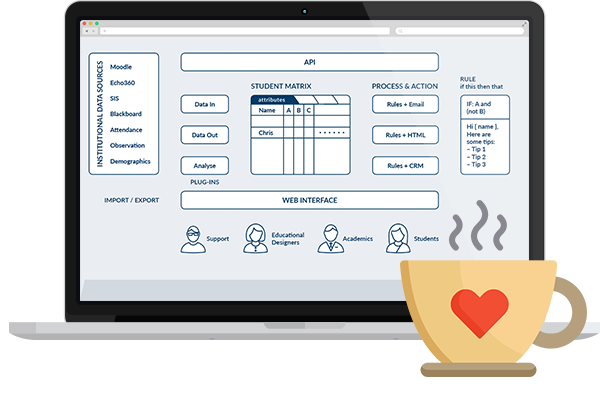 API
INSTITUTIONAL DATA SOURCES
Moodle
Echo360
SIS
Blackboard
Attendance
Observation
Demographics
IMPORT / EXPORT
Data In
Data Out
Analyse
PLUG-INS
STUDENT MATRIX
attributes
Name A B C
Chris
PROCESS & ACTION
Rules + Email
Rules + HTML
Rules + CRM
RULE
if this then that
IF: A and
(not B)
Hi [ name ],
Here are
some tips:
– Tip 1
– Tip 2
– Tip 3
WEB INTERFACE
Support
Educational
Designers
Academics
Students